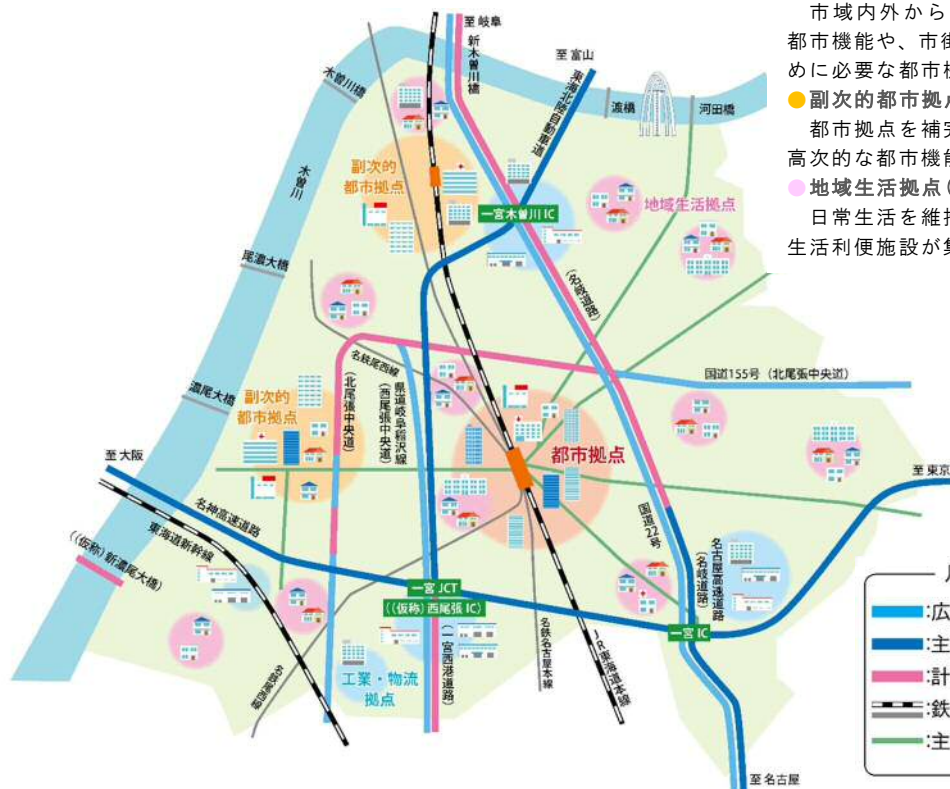 市域内外から
都市機能や、市街
めに必要な都市機
●副次的都市拠点
都市拠点を補完
高次的な都市機能
●地域生活拠点(
日常生活を維持
生活利便施設が集
至 岐阜
新木曽川橋
至 富山
東海北陸自動車道
木曽川橋
渡橋
河田橋
木曽川
副次的
都市拠点
一宮木曽川 IC
地域生活拠点
尾濃大橋
(名岐道路)
名鉄尾西線
国道155号(北尾張中央道)
濃尾大橋
副次的
都市拠点
(北尾張中央道)
県道岐阜稲沢線
(西尾張中央道)
都市拠点
至 大阪
至 東京
名神高速道路
東海道新幹線
((仮称)新濃尾大橋)
国道22号
名古屋高速道路
(名岐道路)
一宮 JCT
((仮称)西尾張 IC)
一宮 IC
名鉄尾西線
工業・物流
拠点
(一宮西港道路)
名鉄名古屋本線
JR東海道本線
至 名古屋
:広
:主
:計
:鉄
:主